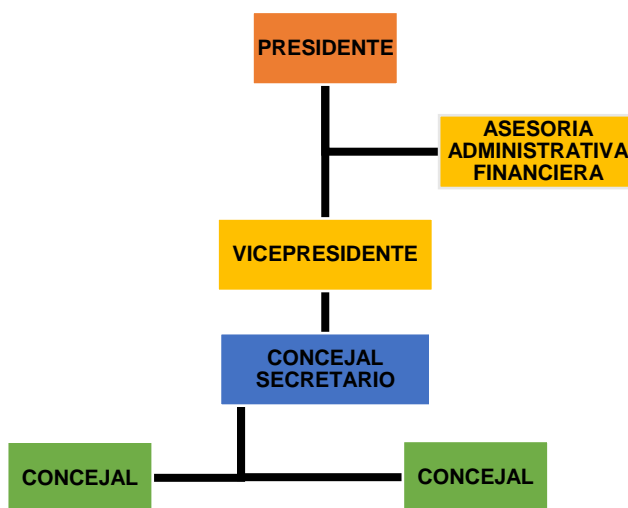 PRESIDENTE
ASESORIA
ADMINISTRATIVA
FINANCIERA
VICEPRESIDENTE
CONCEJAL
SECRETARIO
CONCEJAL
CONCEJAL